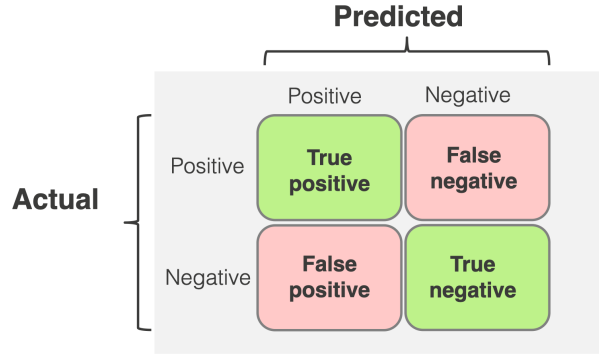 Predicted
Positive Negative
Positive
True
positive
False
negative
Actual
Negative
False
positive
True
negative